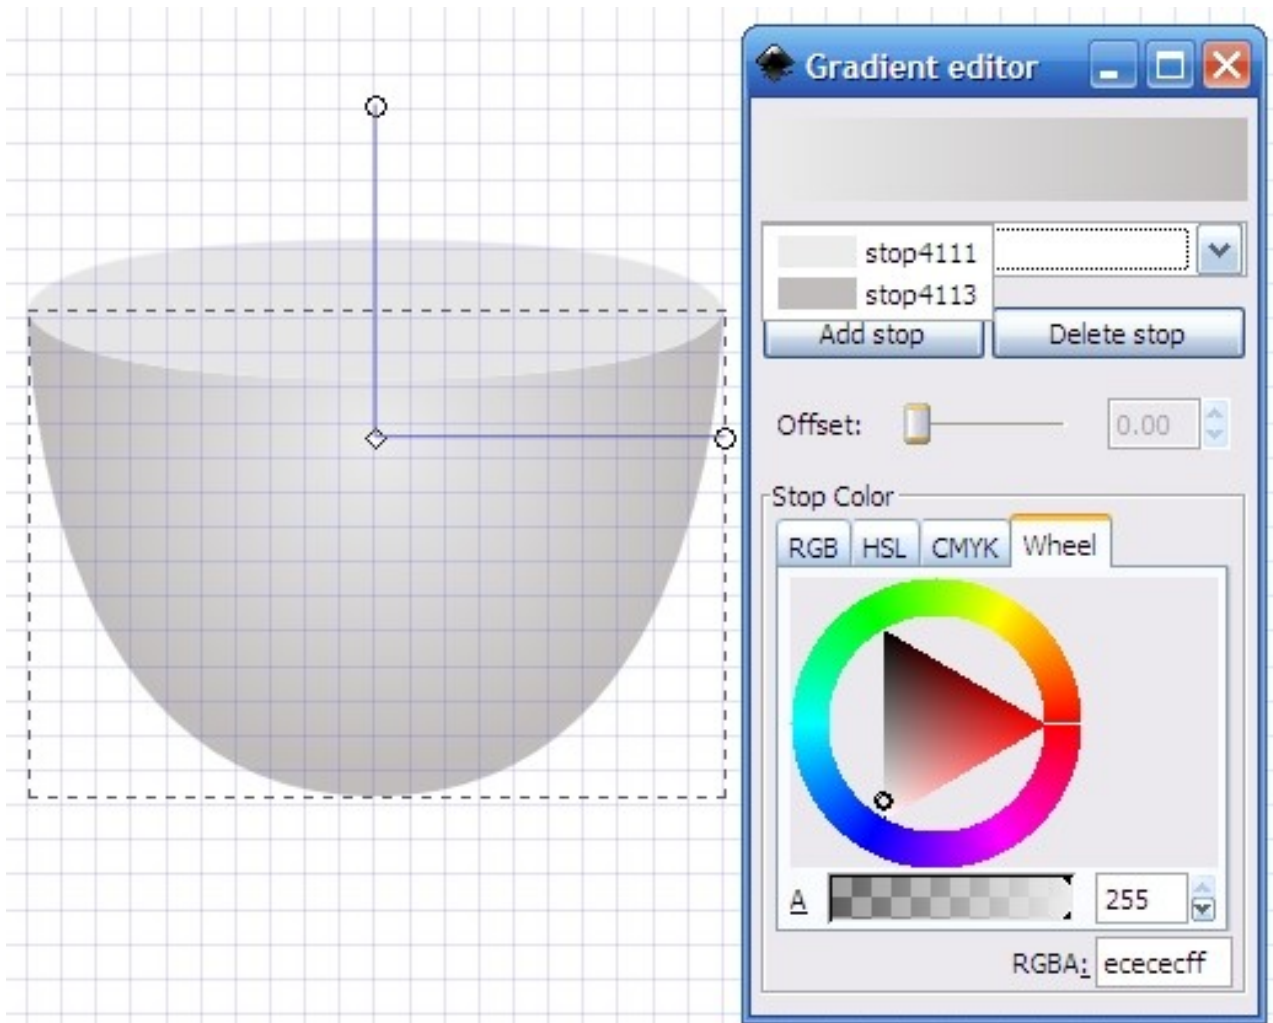 Gradient editor
stop4111
stop4113
Add stop Delete stop
Offset: 0.00
Stop Color
RGB HSL CMYK Wheel
A 255
RGBA: ecececff